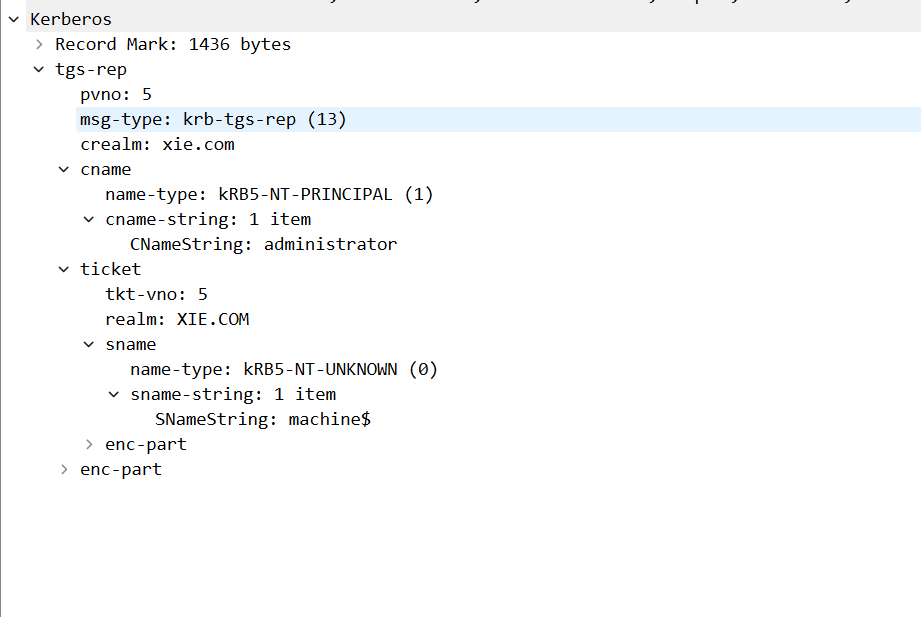 Kerberos
Record Mark: 1436 bytes
tgs-rep
pvno: 5
msg-type: krb-tgs-rep (13)
crealm: xie.com
cname
name-type: kRB5-NT-PRINCIPAL (1)
cname-string: 1 item
CNameString: administrator
ticket
tkt-vno: 5
realm: XIE.COM
sname
name-type: kRB5-NT-UNKNOWN (0)
sname-string: 1 item
SNameString: machine$
enc-part
enc-part